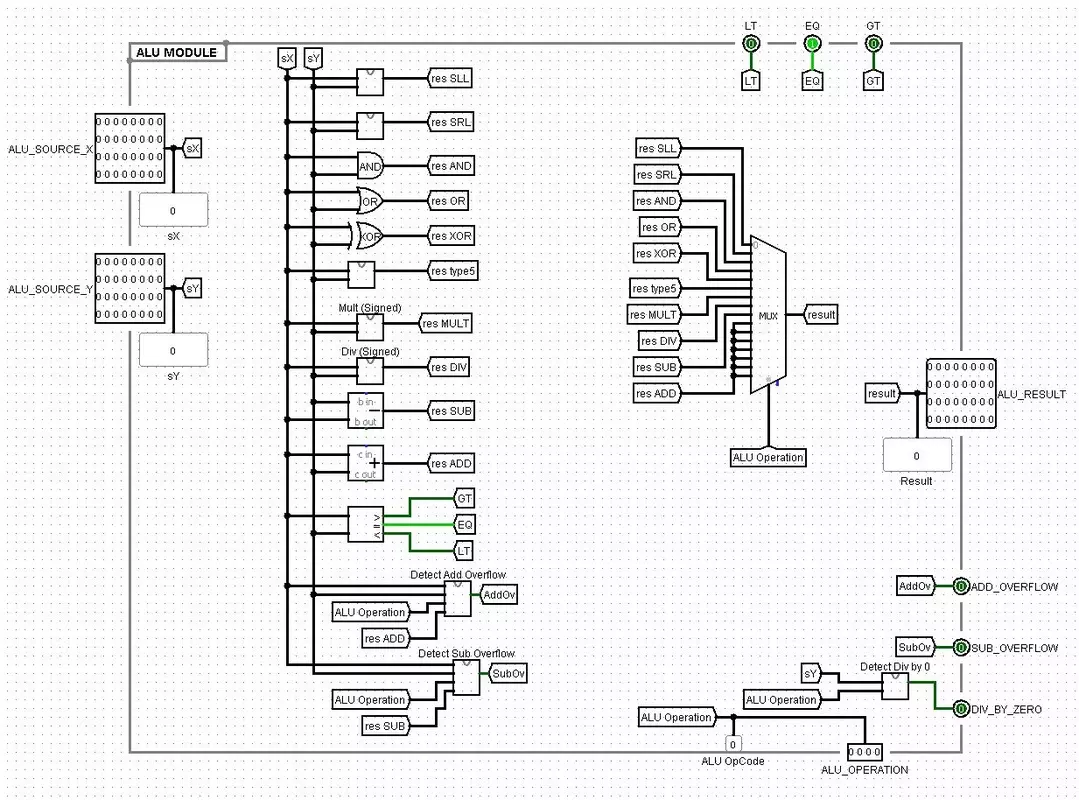 LT EQ GT
0 1 0
ALU MODULE
sX sY
LT EQ GT
res SLL
0 0 0 0 0 0 0 0
0 0 0 0 0 0 0 0
0 0 0 0 0 0 0 0
0 0 0 0 0 0 0 0
ALU_SOURCE_X
sX
0
sX
res SRL
AND
res AND
OR
res OR
XOR
res XOR
0 0 0 0 0 0 0 0
0 0 0 0 0 0 0 0
0 0 0 0 0 0 0 0
0 0 0 0 0 0 0 0
ALU_SOURCE_Y
sY
0
sY
res type5
Mult (Signed)
res MULT
Div (Signed)
res DIV
b in
b out
res SUB
c in
c out
res ADD
>
=
<
GT
EQ
LT
Detect Add Overflow
AddOv
ALU Operation
res ADD
Detect Sub Overflow
SubOv
ALU Operation
res SUB
res SLL
res SRL
res AND
res OR
res XOR
res type5
res MULT
res DIV
res SUB
res ADD
0
MUX
result
ALU Operation
result
0 0 0 0 0 0 0 0
0 0 0 0 0 0 0 0
0 0 0 0 0 0 0 0
0 0 0 0 0 0 0 0
ALU_RESULT
0
Result
AddOv
0
ADD_OVERFLOW
SubOv
0
SUB_OVERFLOW
Detect Div by 0
sY
ALU Operation
0
DIV_BY_ZERO
ALU Operation
0
ALU OpCode
0 0 0 0
ALU_OPERATION